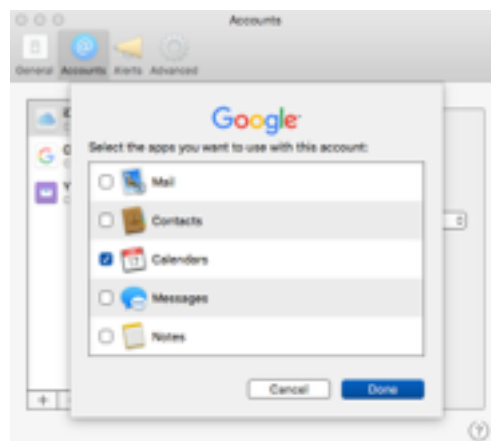 Accounts
General Accounts Alerts Advanced
Google
Select the apps you want to use with this account:
Mail
Contacts
Calendars
Messages
Notes
Cancel Done
+
?